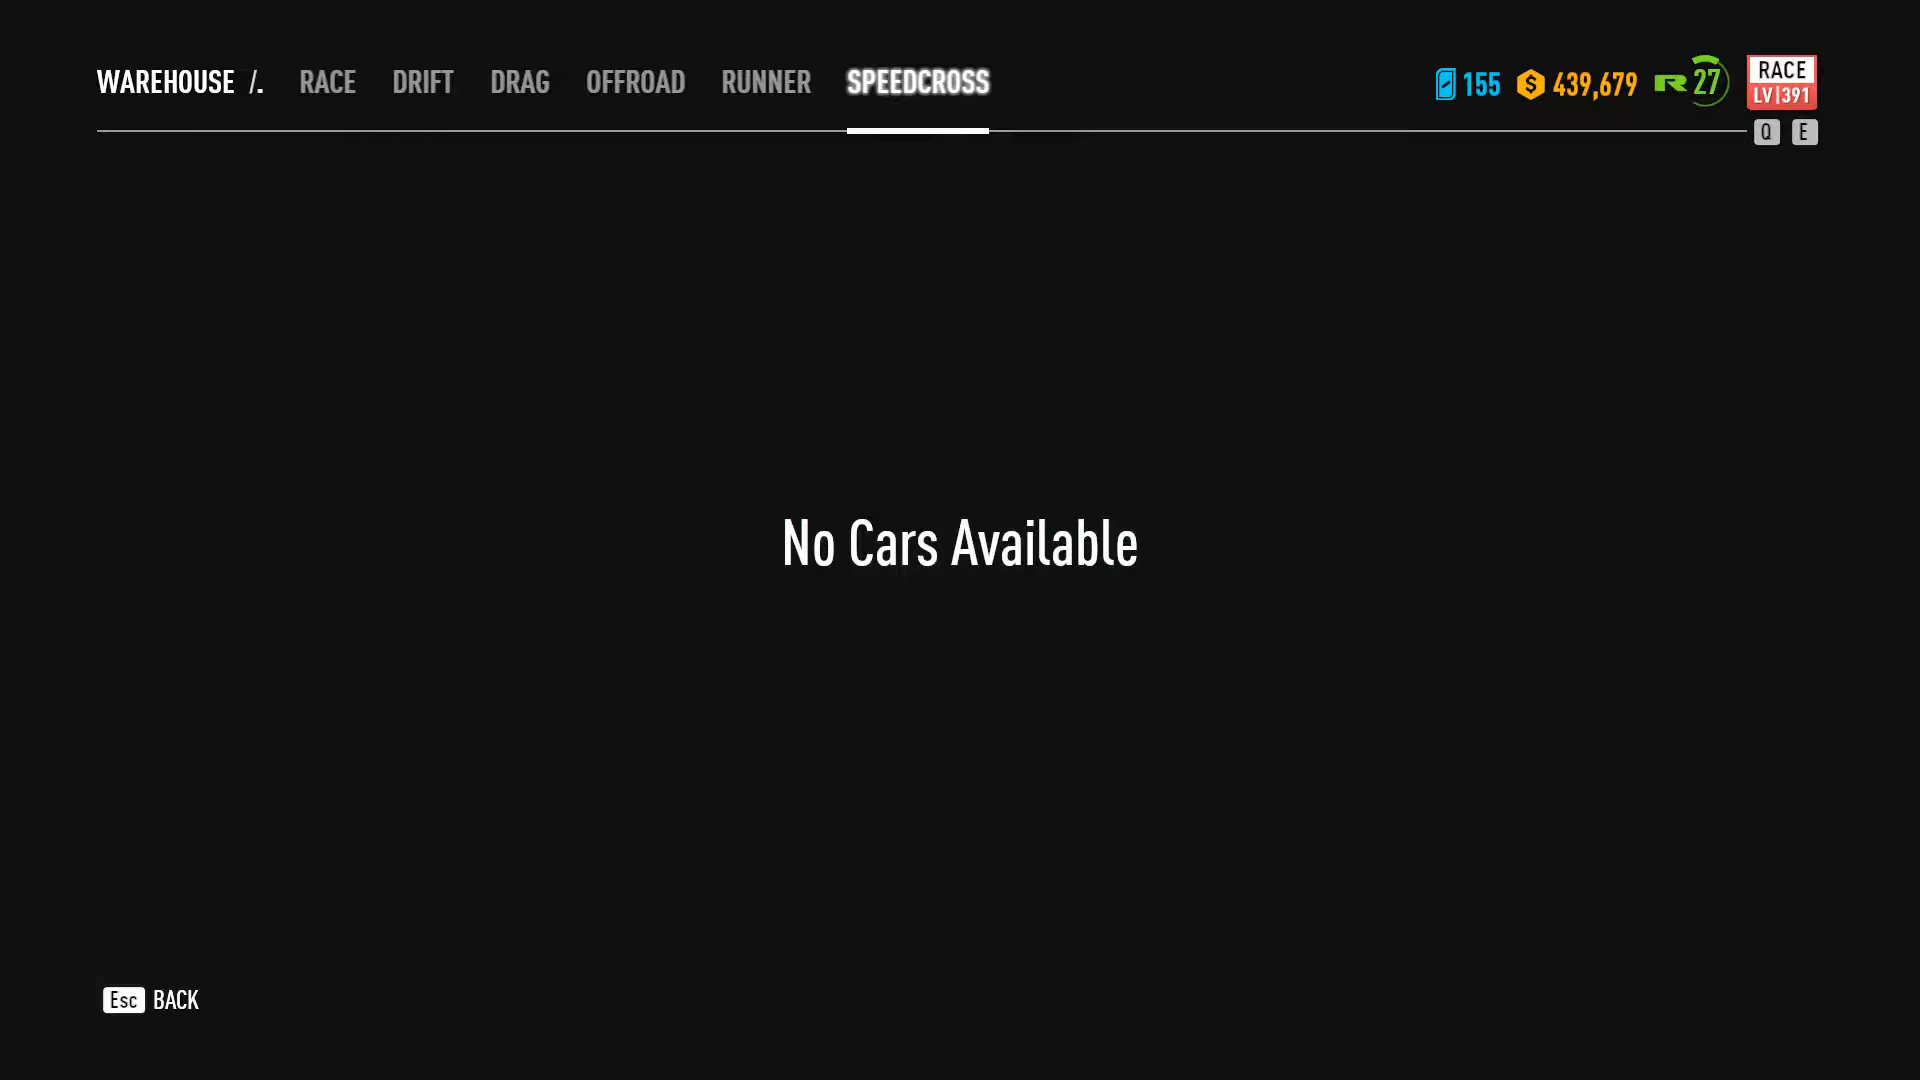 WAREHOUSE /. RACE DRIFT DRAG OFFROAD RUNNER SPEEDCROSS 155 439,679 R 27 RACE
LV|391
Q E
No Cars Available
Esc BACK